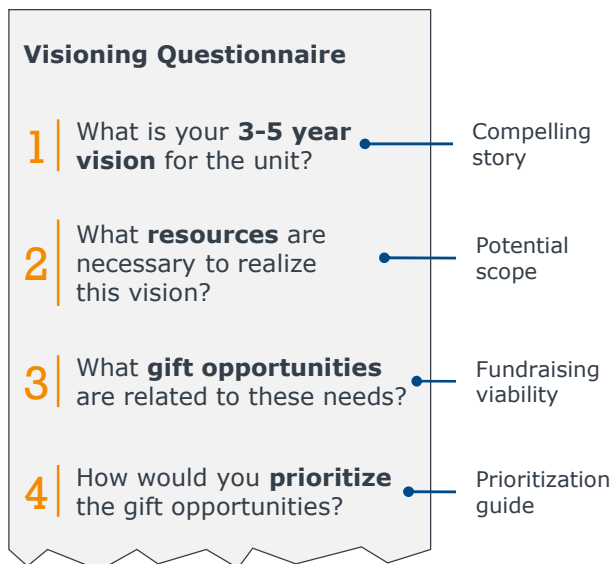 Visioning Questionnaire
1
What is your 3-5 year
vision for the unit?
Compelling
story
2
What resources are
necessary to realize
this vision?
Potential
scope
3
What gift opportunities
are related to these needs?
Fundraising
viability
4
How would you prioritize
the gift opportunities?
Prioritization
guide